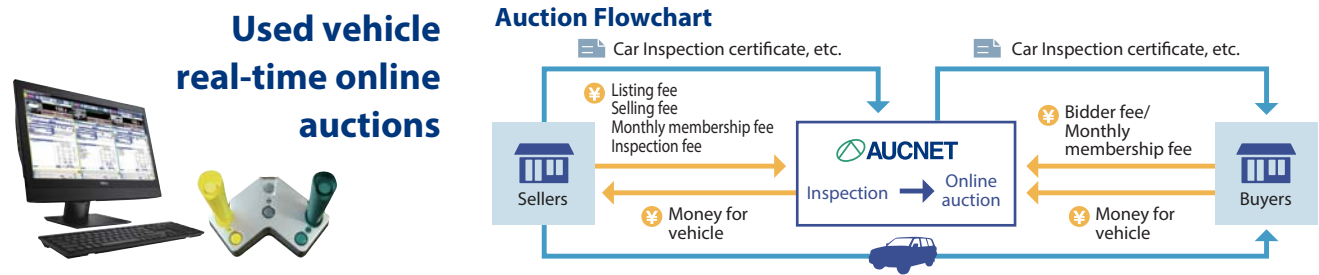 Used vehicle
real-time online
auctions
Auction Flowchart
Car Inspection certificate, etc.
Car Inspection certificate, etc.
¥ Listing fee
Selling fee
Monthly membership fee
Inspection fee
¥ Bidder fee/
Monthly
membership fee
AUCNET
Inspection
Online
auction
Sellers
Buyers
¥ Money for
vehicle
¥ Money for
vehicle